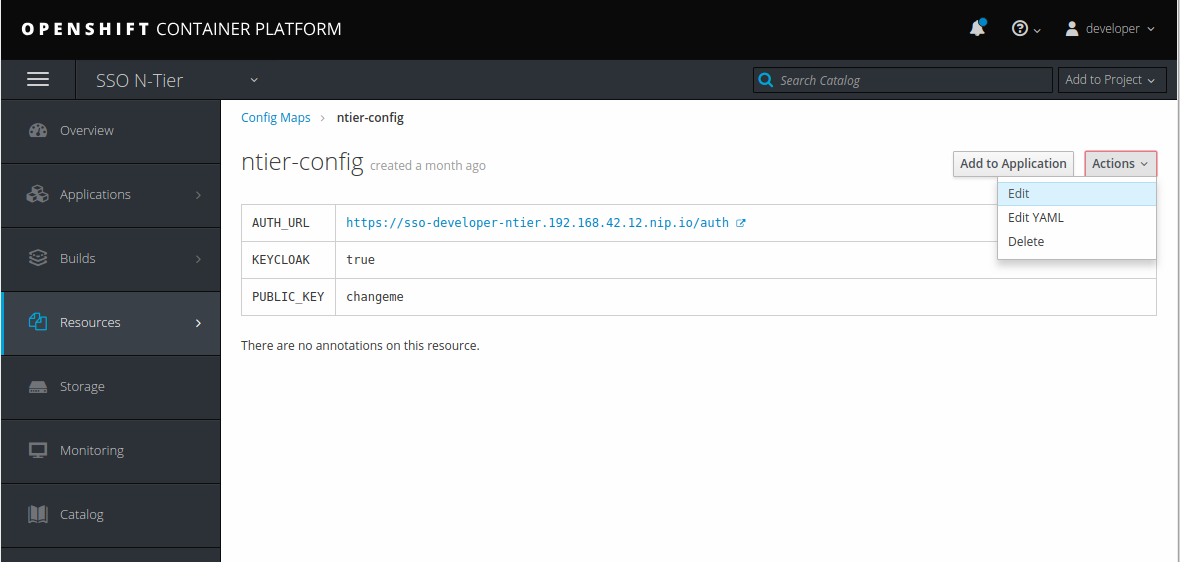 OPENSHIFT CONTAINER PLATFORM
developer
SSO N-Tier
Search Catalog
Add to Project
Overview
Applications
Builds
Resources
Storage
Monitoring
Catalog
Config Maps > ntier-config
ntier-config created a month ago
Add to Application
Actions
Edit
Edit YAML
Delete
AUTH_URL https://sso-developer-ntier.192.168.42.12.nip.io/auth
KEYCLOAK true
PUBLIC_KEY changeme
There are no annotations on this resource.